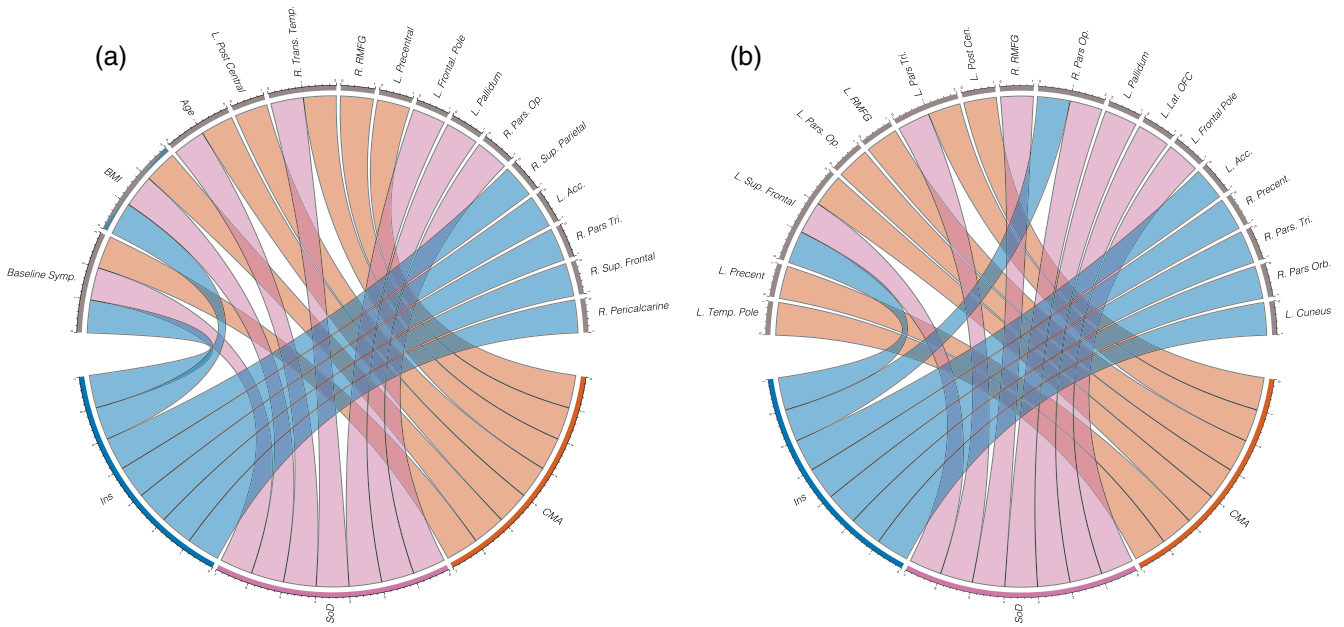 (a)
Baseline Symp.
BMI
Age
L. Post Central
R. Trans. Temp.
R. RMFG
L. Precentral
L. Frontal. Pole
L. Pallidum
R. Pars. Op.
R. Sup. Parietal
L. Acc.
R. Pars Tri.
R. Sup. Frontal
R. Pericalcarine
Ins
SoD
CMA
(b)
L. Temp. Pole
L. Precent
L. Sup. Frontal
L. Pars. Op.
L. RMFG
L. Pars Tri.
L. Post Cen.
R. RMFG
R. Pars Op.
L. Pallidum
L. Lat. OFC
L. Frontal Pole
L. Acc.
R. Precent.
R. Pars. Tri.
R. Pars Orb.
L. Cuneus
Ins
SoD
CMA